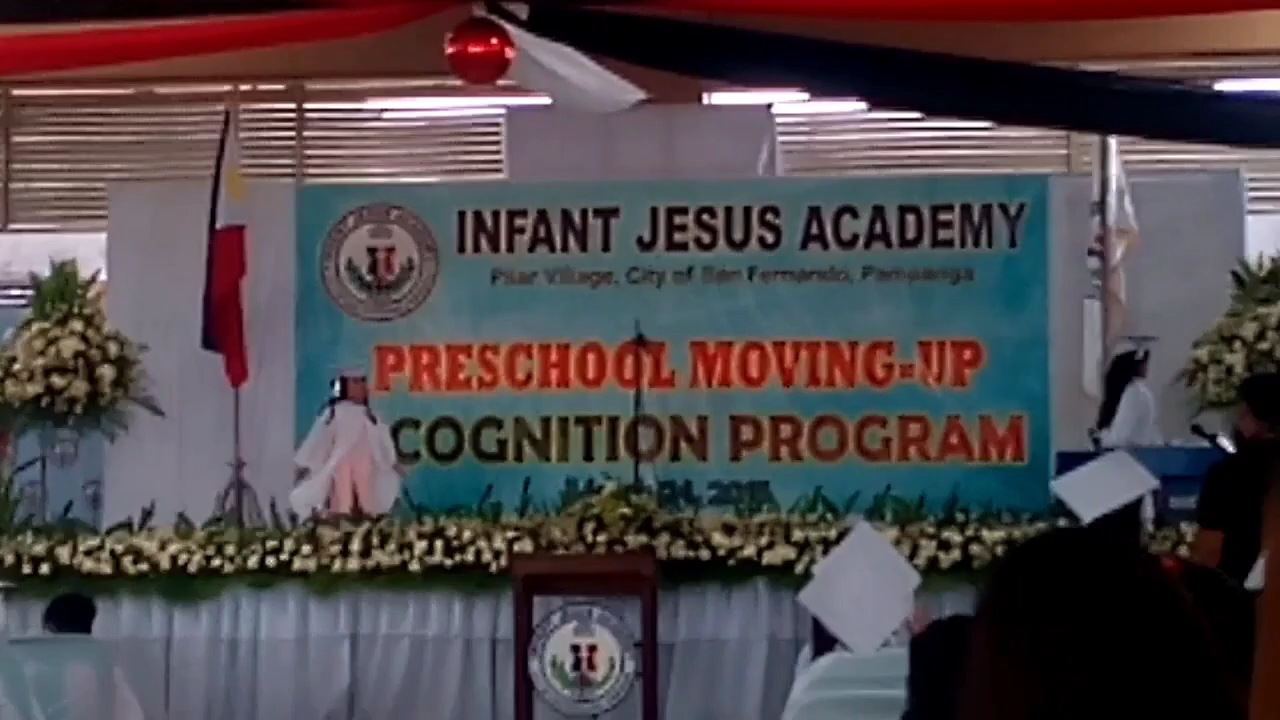 INFANT JESUS ACADEMY
Pilar Village, City of San Fernando, Pampanga
PRESCHOOL MOVING-UP
COGNITION PROGRAM